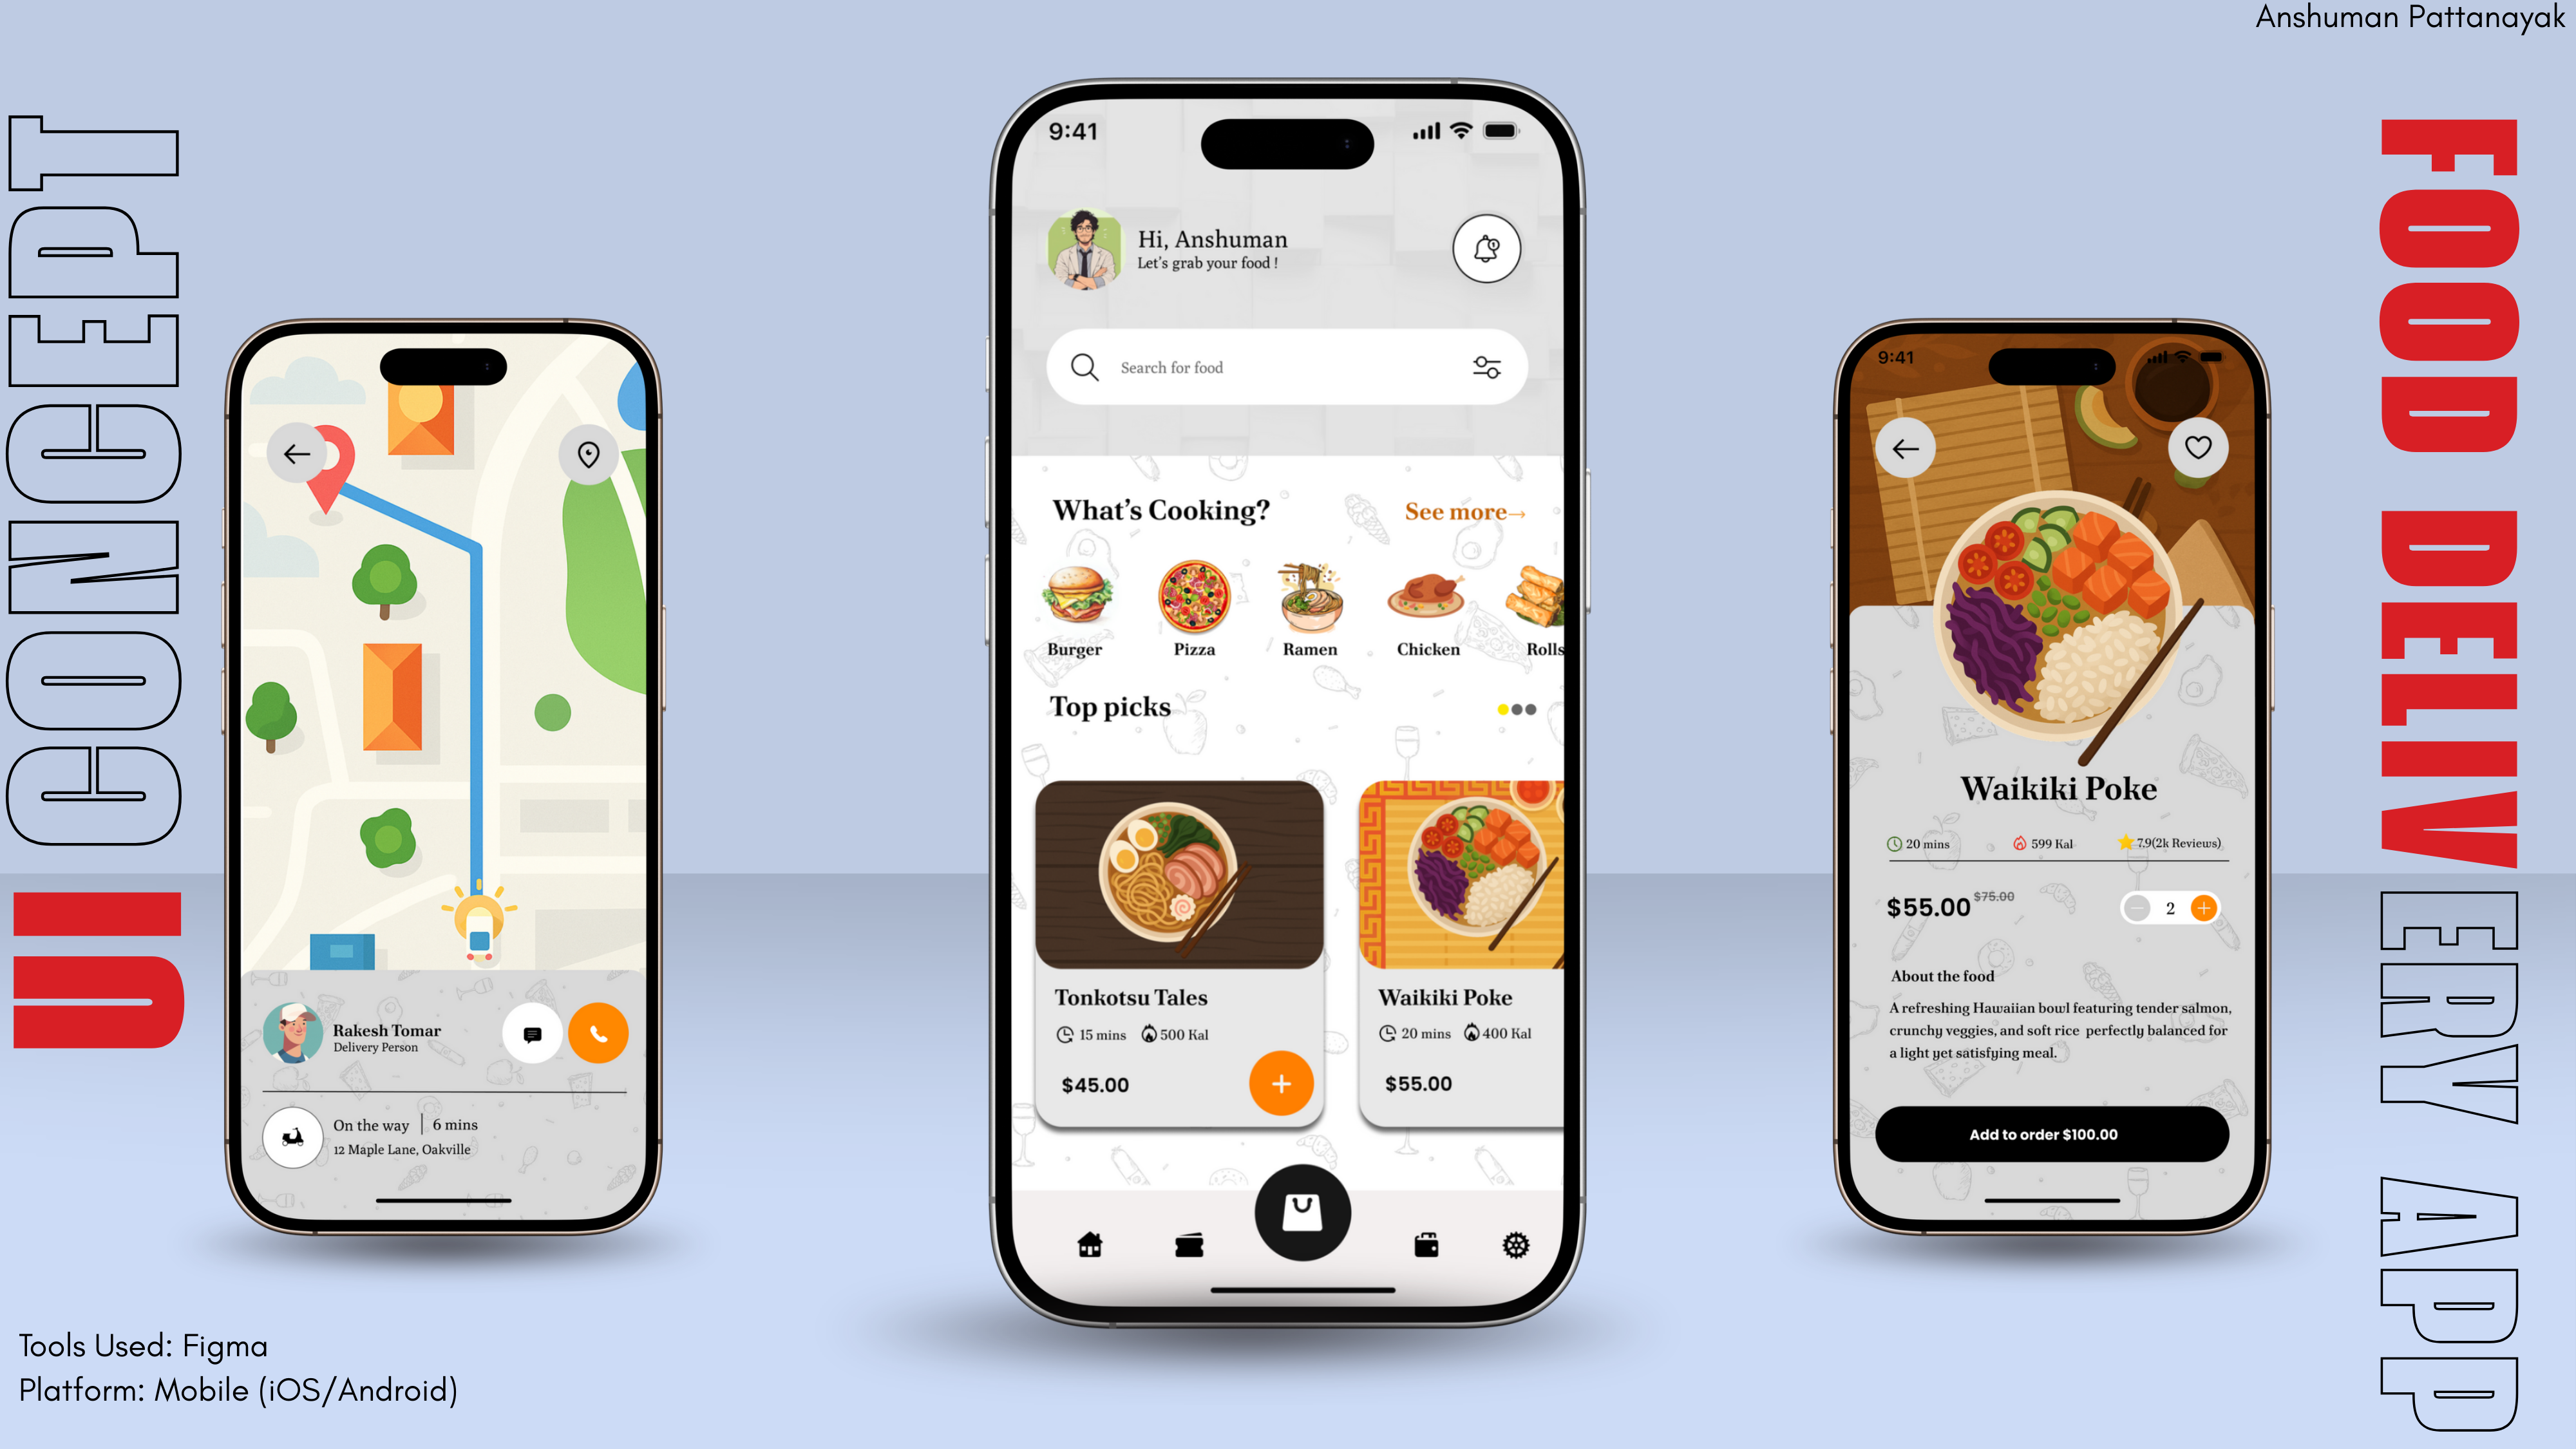 Anshuman Pattanayak
UI CONCEPT
FOOD DELIVERY APP
Rakesh Tomar
Delivery Person
On the way | 6 mins
12 Maple Lane, Oakville
9:41
Hi, Anshuman
Let's grab your food !
Search for food
What's Cooking?
See more→
Burger
Pizza
Ramen
Chicken
Rolls
Top picks
Tonkotsu Tales
15 mins 500 Kal
$45.00
Waikiki Poke
20 mins 400 Kal
$55.00
9:41
Waikiki Poke
20 mins 599 Kal 7.9(2k Reviews)
$55.00 $75.00
2
About the food
A refreshing Hawaiian bowl featuring tender salmon,
crunchy veggies, and soft rice perfectly balanced for
a light yet satisfying meal.
Add to order $100.00
Tools Used: Figma
Platform: Mobile (iOS/Android)